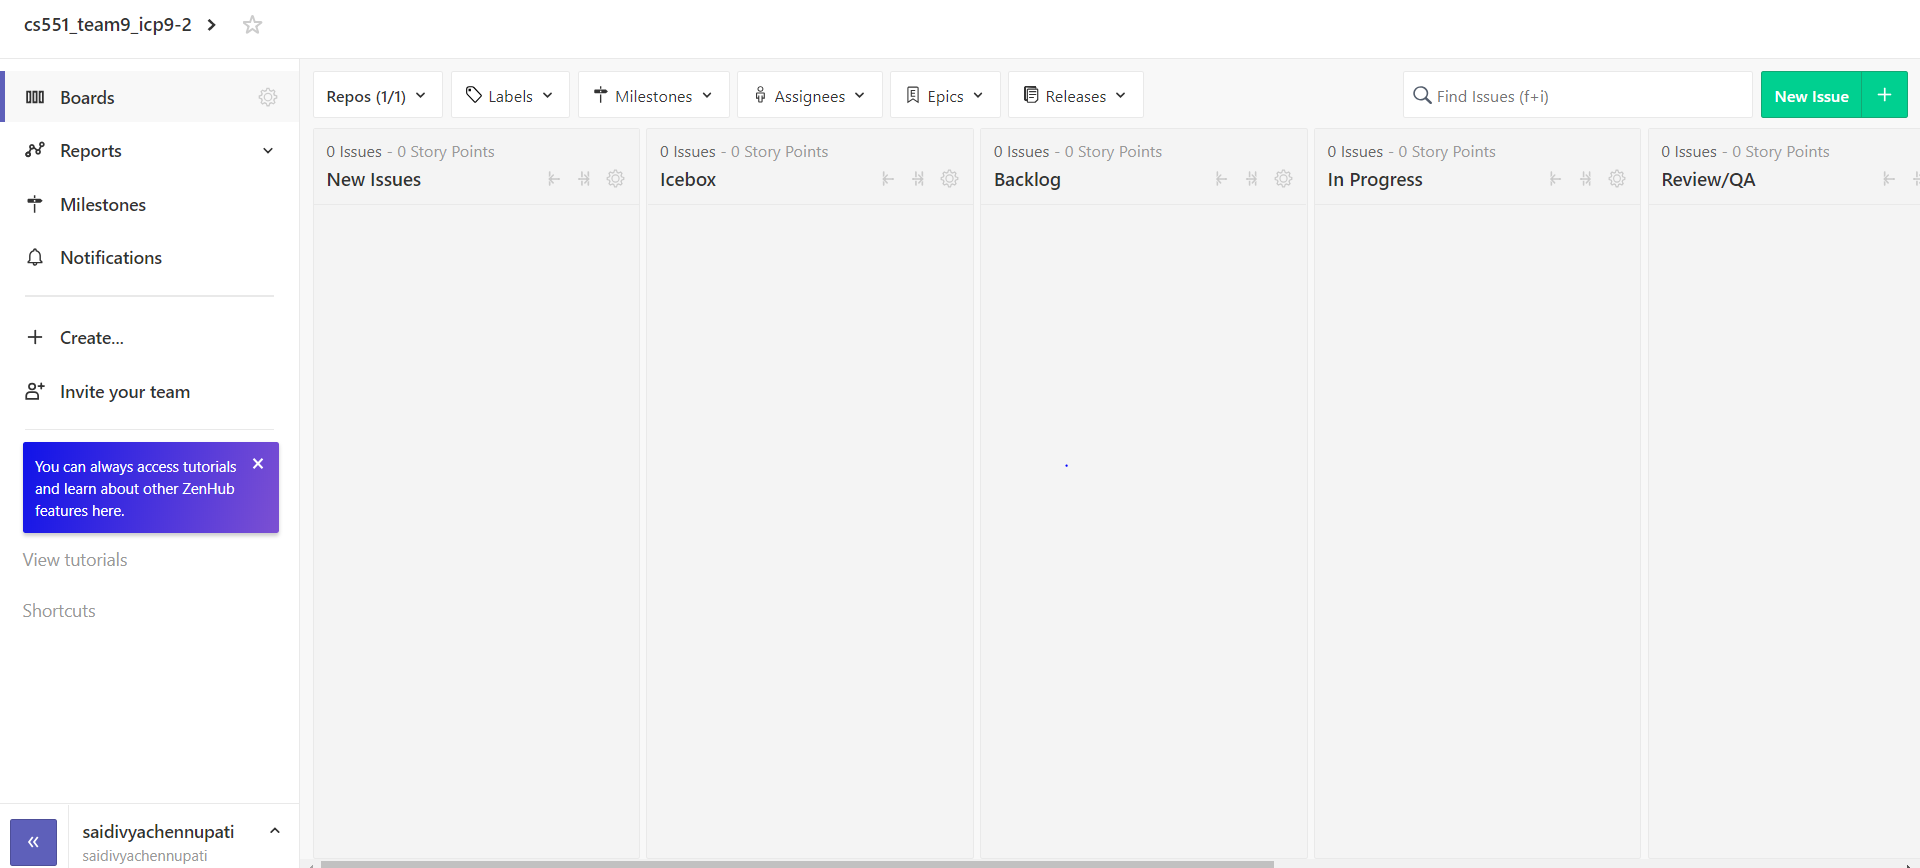 cs551_team9_icp9-2
Boards
Reports
Milestones
Notifications
Create...
Invite your team
You can always access tutorials
and learn about other ZenHub
features here.
View tutorials
Shortcuts
saidivyachennupati
saidivyachennupati
Repos (1/1)
Labels
Milestones
Assignees
Epics
Releases
Find Issues (f+i)
New Issue
0 Issues - 0 Story Points
New Issues
0 Issues - 0 Story Points
Icebox
0 Issues - 0 Story Points
Backlog
0 Issues - 0 Story Points
In Progress
0 Issues - 0 Story Points
Review/QA